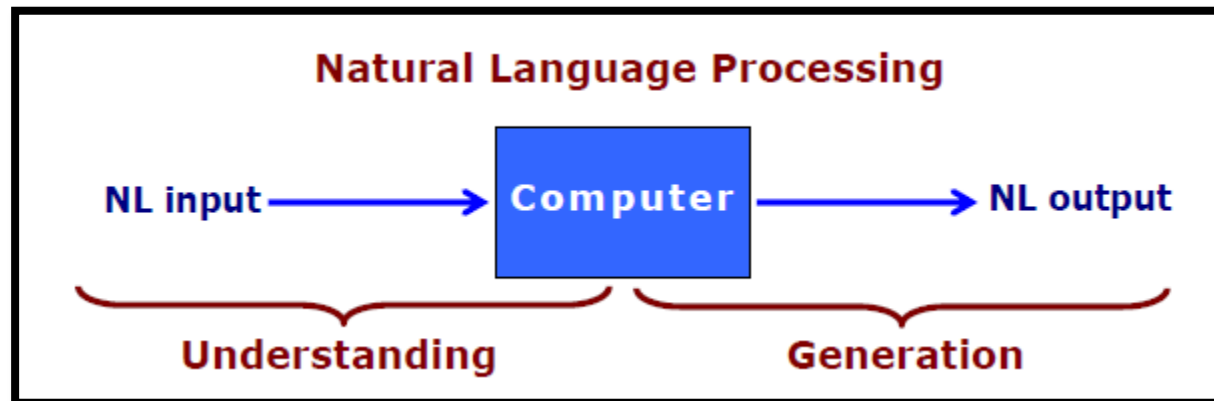 Natural Language Processing
NL input
Computer
NL output
Understanding
Generation